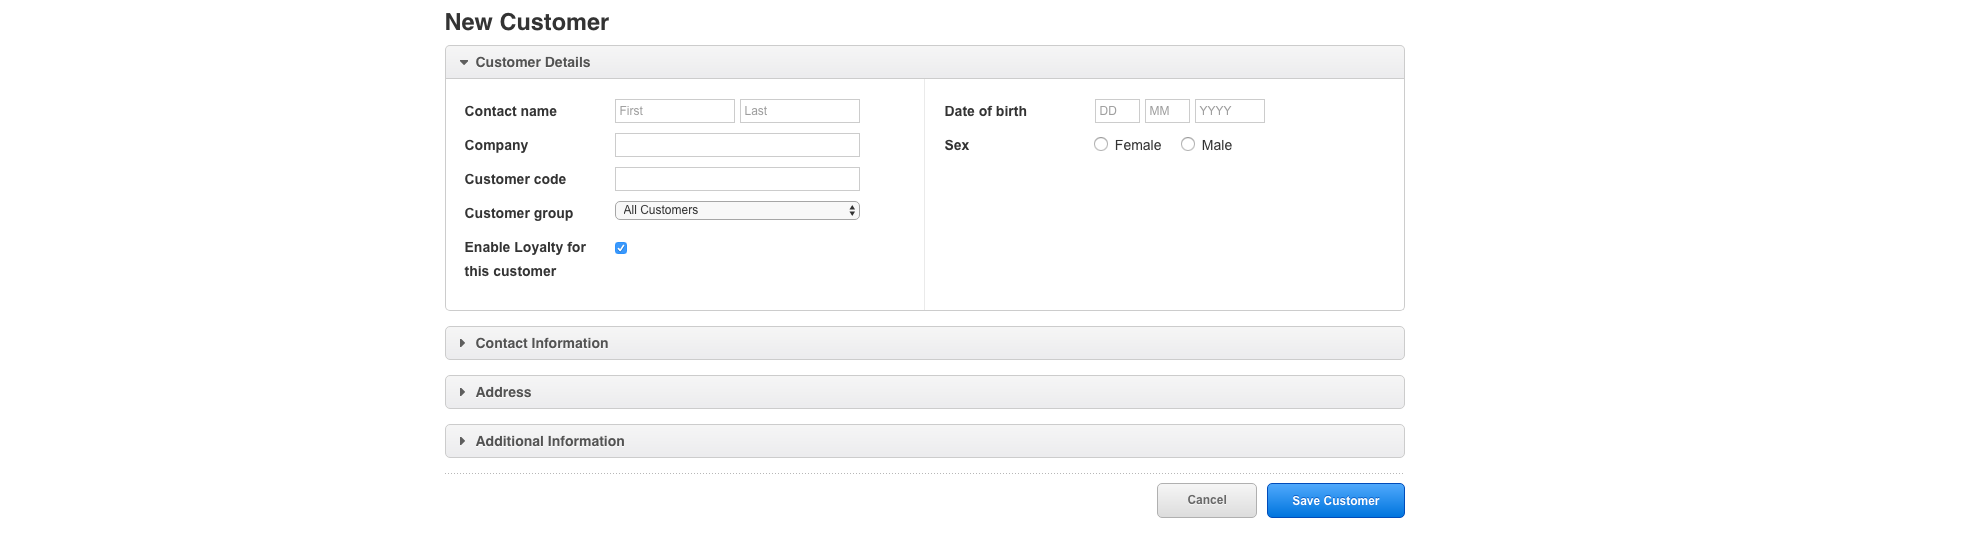 New Customer
Customer Details
Contact name First Last
Company
Customer code
Customer group All Customers
Enable Loyalty for
this customer
Date of birth DD MM YYYY
Sex Female Male
Contact Information
Address
Additional Information
Cancel Save Customer